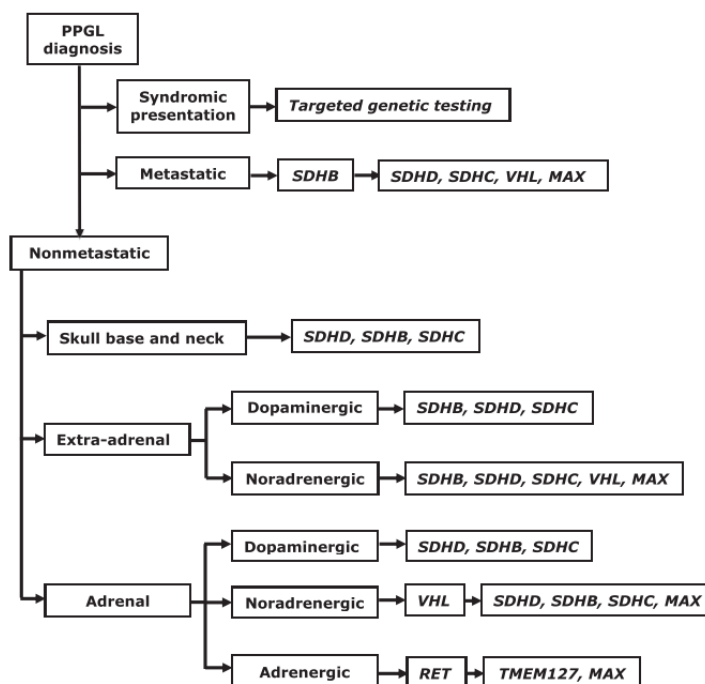 PPGL
diagnosis
Syndromic
presentation
Targeted genetic testing
Metastatic
SDHB
SDHD, SDHC, VHL, MAX
Nonmetastatic
Skull base and neck
SDHD, SDHB, SDHC
Extra-adrenal
Dopaminergic
SDHB, SDHD, SDHC
Noradrenergic
SDHB, SDHD, SDHC, VHL, MAX
Adrenal
Dopaminergic
SDHD, SDHB, SDHC
Noradrenergic
VHL
SDHD, SDHB, SDHC, MAX
Adrenergic
RET
TMEM127, MAX